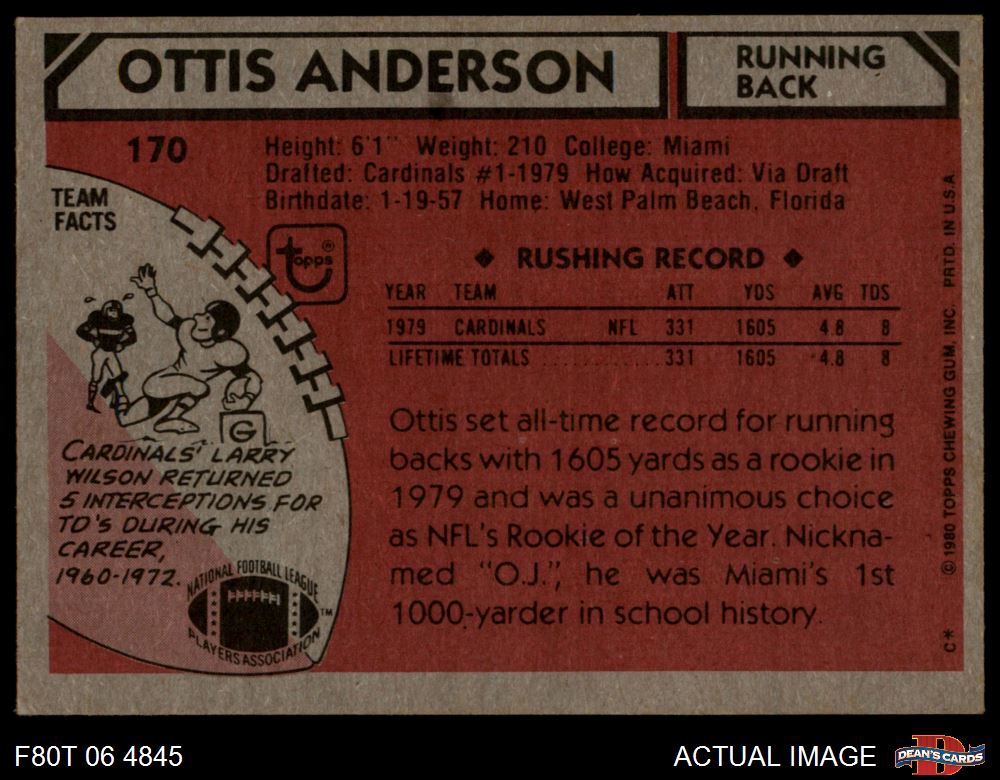 OTTIS ANDERSON
RUNNING
BACK
170
Height: 6'1" Weight: 210 College: Miami
Drafted: Cardinals #1-1979 How Acquired: Via Draft
Birthdate: 1-19-57 Home: West Palm Beach, Florida
TEAM
FACTS
topps®
◆ RUSHING RECORD ◆
YEAR TEAM ATT YDS AVG TDS
1979 CARDINALS NFL 331 1605 4.8 8
LIFETIME TOTALS .............. 331 1605 4.8 8
G
CARDINALS' LARRY
WILSON RETURNED
5 INTERCEPTIONS FOR
TD'S DURING HIS
CAREER,
1960-1972.
NATIONAL FOOTBALL LEAGUE
PLAYERS ASSOCIATION
TM
Ottis set all-time record for running
backs with 1605 yards as a rookie in
1979 and was a unanimous choice
as NFL's Rookie of the Year. Nickna-
med "O.J.", he was Miami's 1st
1000-yarder in school history.
C* © 1980 TOPPS CHEWING GUM, INC. PRTD. IN U.S.A.
F80T 06 4845
ACTUAL IMAGE
D
DEAN'S CARDS